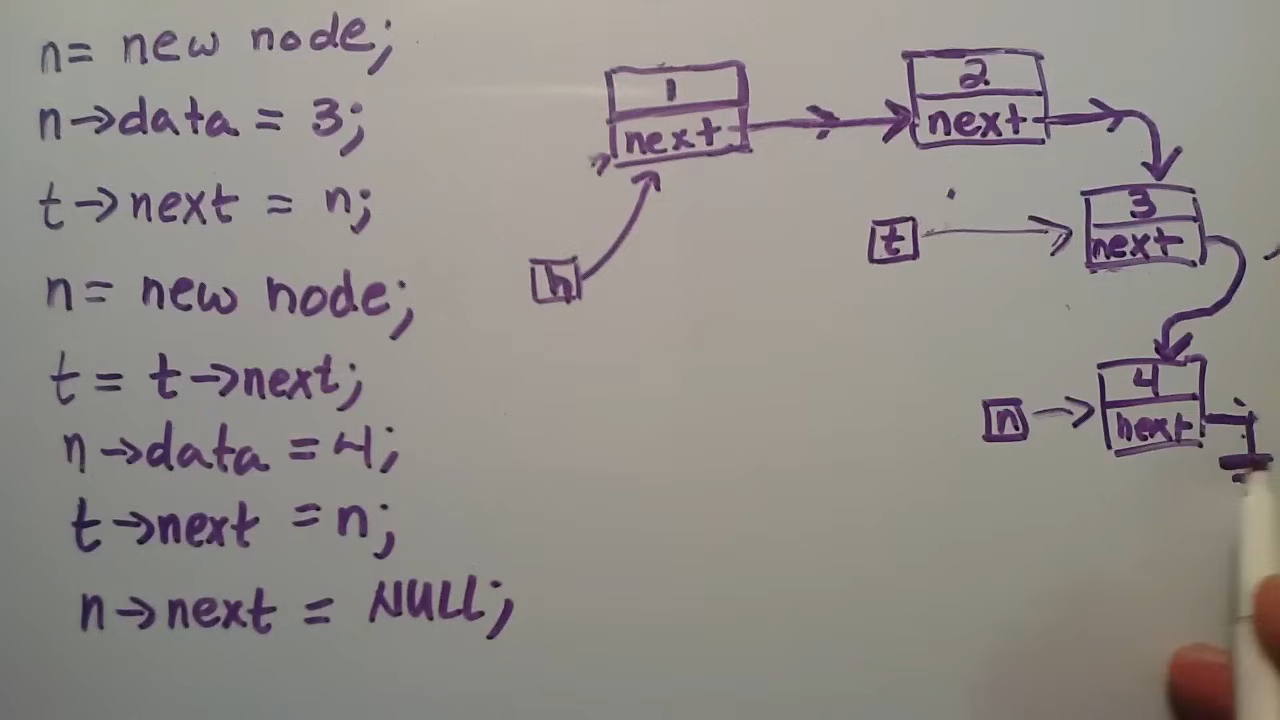 n= new node;
n→data = 3;
t→next = n;
n= new node;
t= t→next;
n→data =4;
t→next =n;
n→next = NULL;
1
next
2
next
3
next
t
h
4
next
n